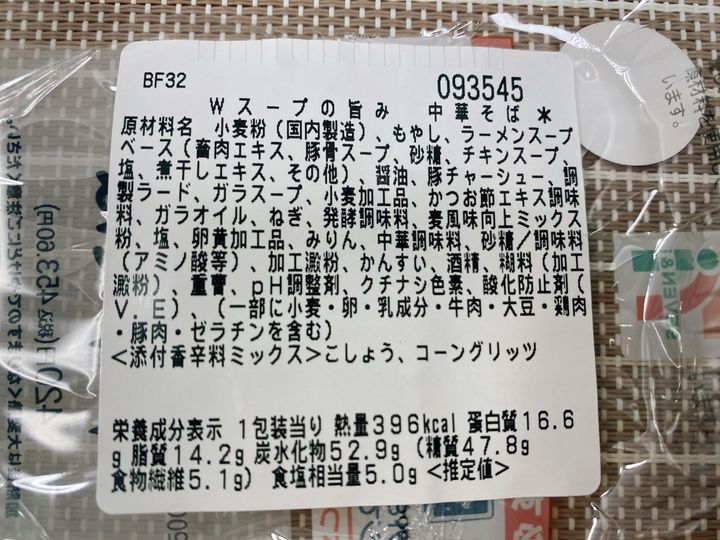 BF32 093545
Wスープの旨み 中華そば *
原材料名 小麦粉(国内製造)、もやし、ラーメンスープ
ベース(畜肉エキス、豚骨スープ、砂糖、チキンスープ、
塩、煮干しエキス、その他)、醤油、豚チャーシュー、調
製ラード、ガラスープ、小麦加工品、かつお節エキス調味
料、ガラオイル、ねぎ、発酵調味料、麦風味向上ミックス
粉、塩、卵黄加工品、みりん、中華調味料、砂糖/調味料
(アミノ酸等)、加工澱粉、かんすい、酒精、糊料(加工
澱粉)、重曹、pH調整剤、クチナシ色素、酸化防止剤(
V.E)、(一部に小麦・卵・乳成分・牛肉・大豆・鶏肉
・豚肉・ゼラチンを含む)
<添付香辛料ミックス>こしょう、コーングリッツ
栄養成分表示 1包装当り 熱量396kcal 蛋白質16.6
g 脂質14.2g 炭水化物52.9g (糖質47.8g
食物繊維5.1g) 食塩相当量5.0g <推定値>
います。